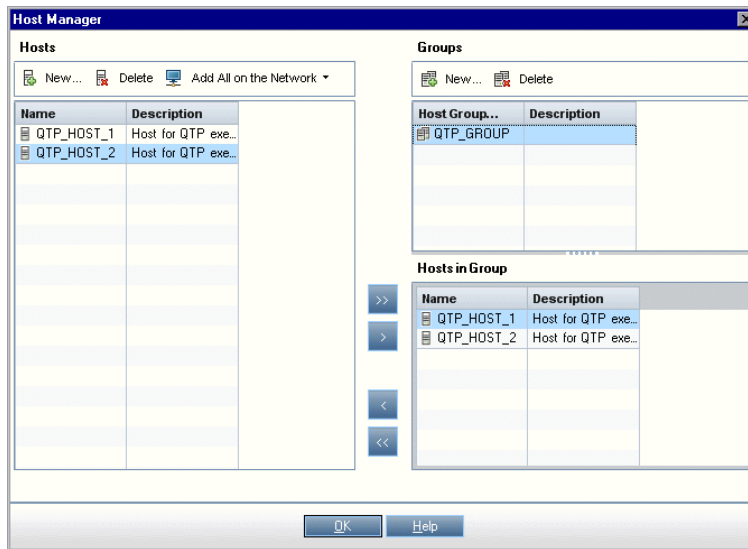 Host Manager
Hosts
New... Delete Add All on the Network
Name Description
QTP_HOST_1 Host for QTP exe...
QTP_HOST_2 Host for QTP exe...
Groups
New... Delete
Host Group... Description
QTP_GROUP
>>
>
<
<<
Hosts in Group
Name Description
QTP_HOST_1 Host for QTP exe...
QTP_HOST_2 Host for QTP exe...
OK Help